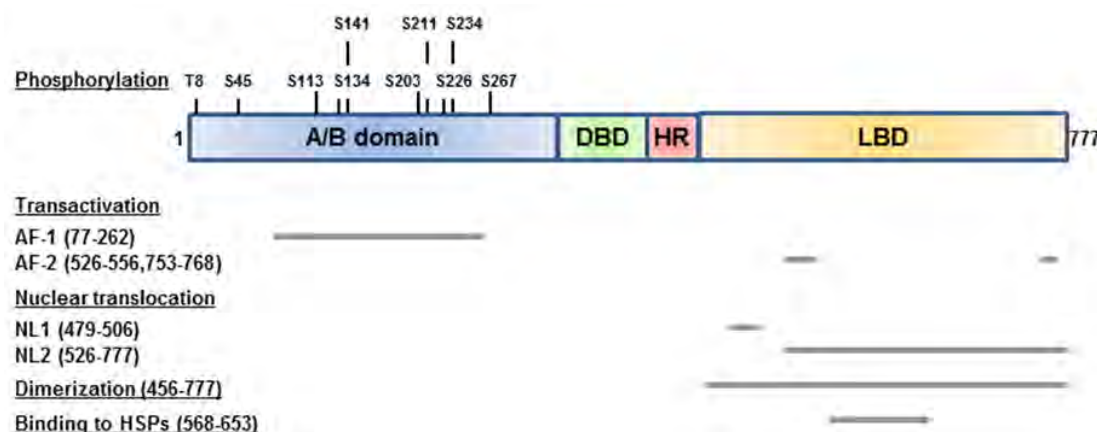 S141 S211 S234
Phosphorylation T8 S45 S113 S134 S203 S226 S267
1 A/B domain DBD HR LBD 777
Transactivation
AF-1 (77-262)
AF-2 (526-556,753-768)
Nuclear translocation
NL1 (479-506)
NL2 (526-777)
Dimerization (456-777)
Binding to HSPs (568-653)